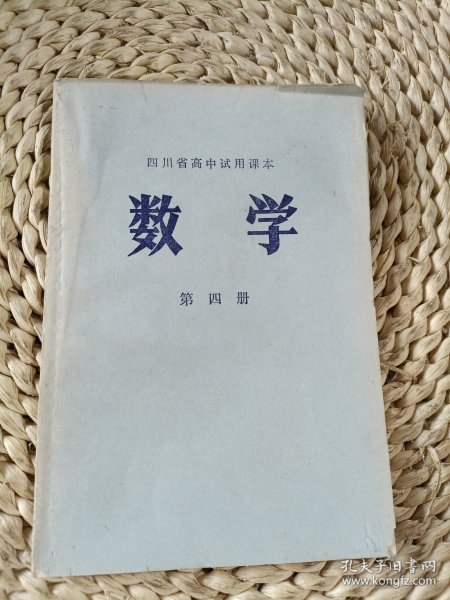 四川省高中试用课本
数学
第四册
孔夫子旧书网
www.kongfz.com